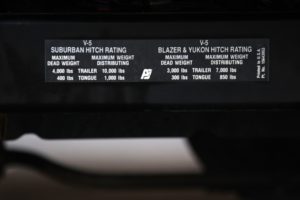 V-5
SUBURBAN HITCH RATING
MAXIMUM DEAD WEIGHT MAXIMUM WEIGHT DISTRIBUTING
4,000 lbs TRAILER 10,000 lbs
400 lbs TONGUE 1,000 lbs
V-5
BLAZER & YUKON HITCH RATING
MAXIMUM DEAD WEIGHT MAXIMUM WEIGHT DISTRIBUTING
3,000 lbs TRAILER 7,000 lbs
300 lbs TONGUE 850 lbs
Printed in U.S.A.
Pt. No.